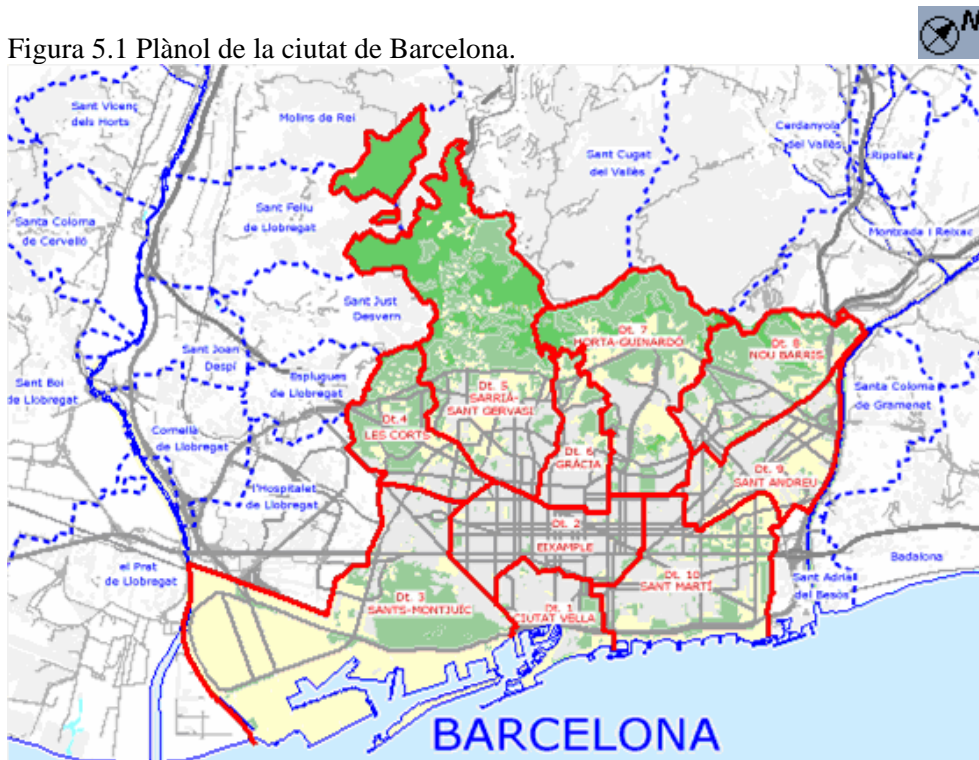 Figura 5.1 Plànol de la ciutat de Barcelona.
N
Sant Vicenç
dels Horts
Molins de Rei
Cerdanyola
del Vallès
Ripollet
Sant Cugat
del Vallès
Santa Coloma
de Cervelló
Sant Feliu
de Llobregat
Montcada I Reixac
Sant Just
Desvern
Dt. 7
HORTA-GUINARDÓ
Dt. 8
NOU BARRIS
Sant Joan
Despí
Sant Boi
de Llobregat
Esplugues
de Llobregat
Dt. 5
SARRIÀ-
SANT GERVASI
Santa Coloma
de Gramenet
Dt.4
LES CORTS
Cornellà
de Llobregat
Dt. 6
GRÀCIA
Dt. 9
SANT ANDREU
l'Hospitalet
de Llobregat
Dt. 2
EIXAMPLE
Badalona
el Prat
de Llobregat
Dt. 10
SANT MARTÍ
Sant Adrià
del Besòs
Dt. 3
SANTS-MONTJUÏC
Dt. 1
CIUTAT VELLA
BARCELONA